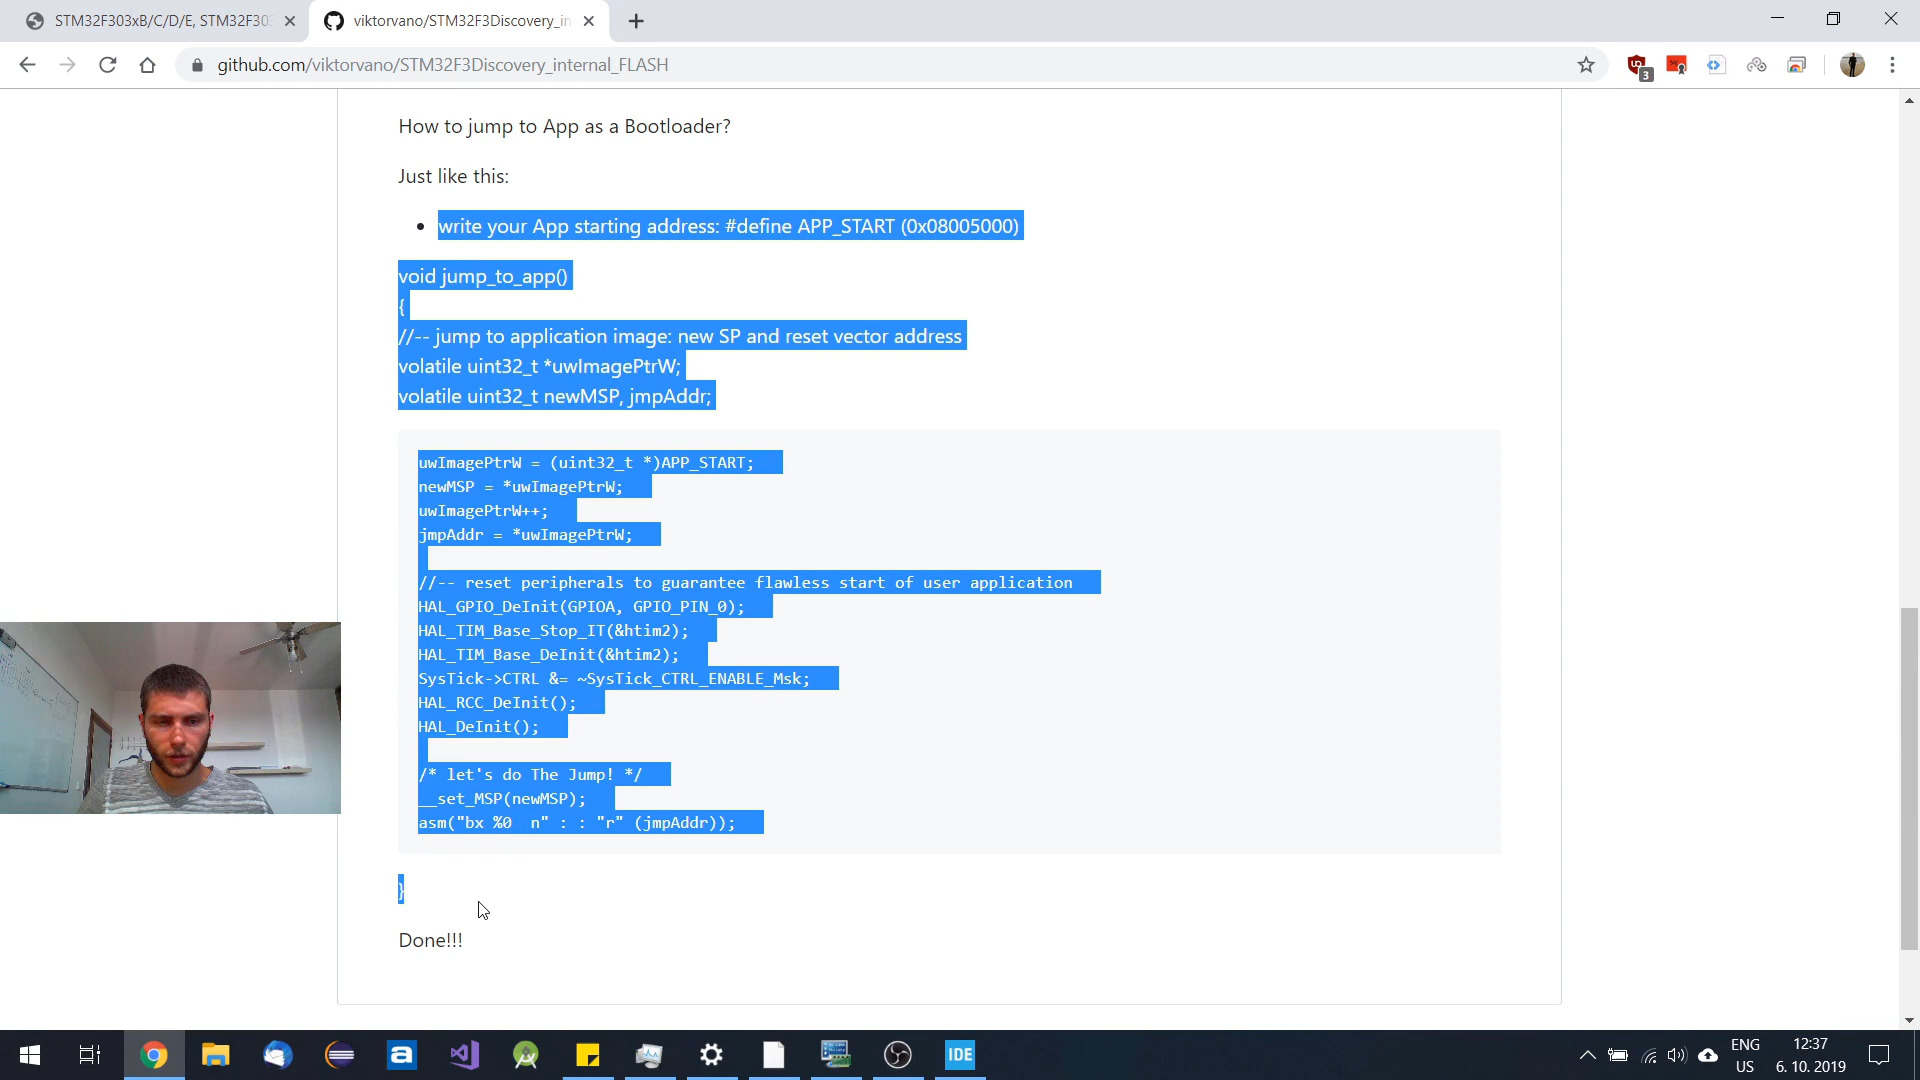 STM32F303xB/C/D/E, STM32F303
viktorvano/STM32F3Discovery_in
github.com/viktorvano/STM32F3Discovery_internal_FLASH
3
How to jump to App as a Bootloader?
Just like this:
write your App starting address: #define APP_START (0x08005000)
void jump_to_app()
{
//-- jump to application image: new SP and reset vector address
volatile uint32_t *uwImagePtrW;
volatile uint32_t newMSP, jmpAddr;
uwImagePtrW = (uint32_t *)APP_START;
newMSP = *uwImagePtrW;
uwImagePtrW++;
jmpAddr = *uwImagePtrW;
//-- reset peripherals to guarantee flawless start of user application
HAL_GPIO_DeInit(GPIOA, GPIO_PIN_0);
HAL_TIM_Base_Stop_IT(&htim2);
HAL_TIM_Base_DeInit(&htim2);
SysTick->CTRL &= ~SysTick_CTRL_ENABLE_Msk;
HAL_RCC_DeInit();
HAL_DeInit();
/* let's do The Jump! */
__set_MSP(newMSP);
asm("bx %0  n" : : "r" (jmpAddr));
}
Done!!!
a
IDE
ENG
US
12:37
6. 10. 2019